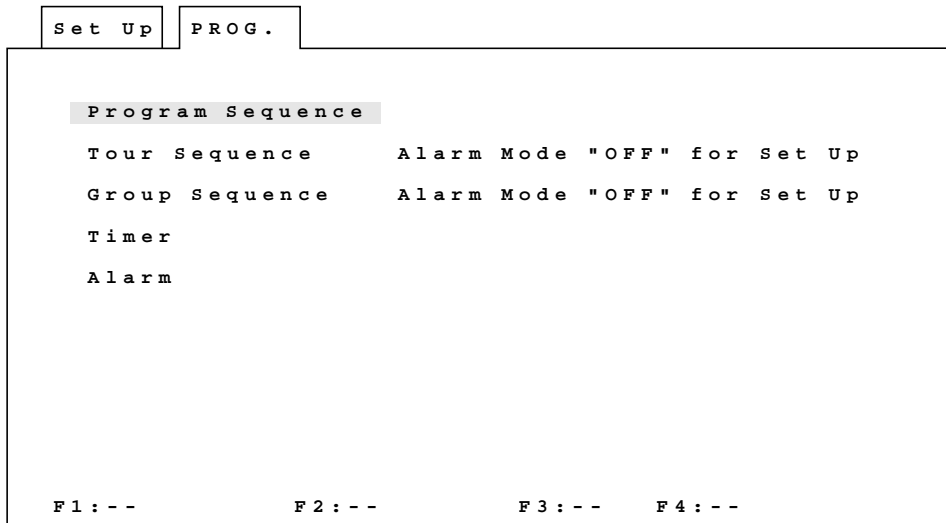 Set Up PROG.
Program Sequence
Tour Sequence Alarm Mode "OFF" for Set Up
Group Sequence Alarm Mode "OFF" for Set Up
Timer
Alarm
F1:-- F2:-- F3:-- F4:--